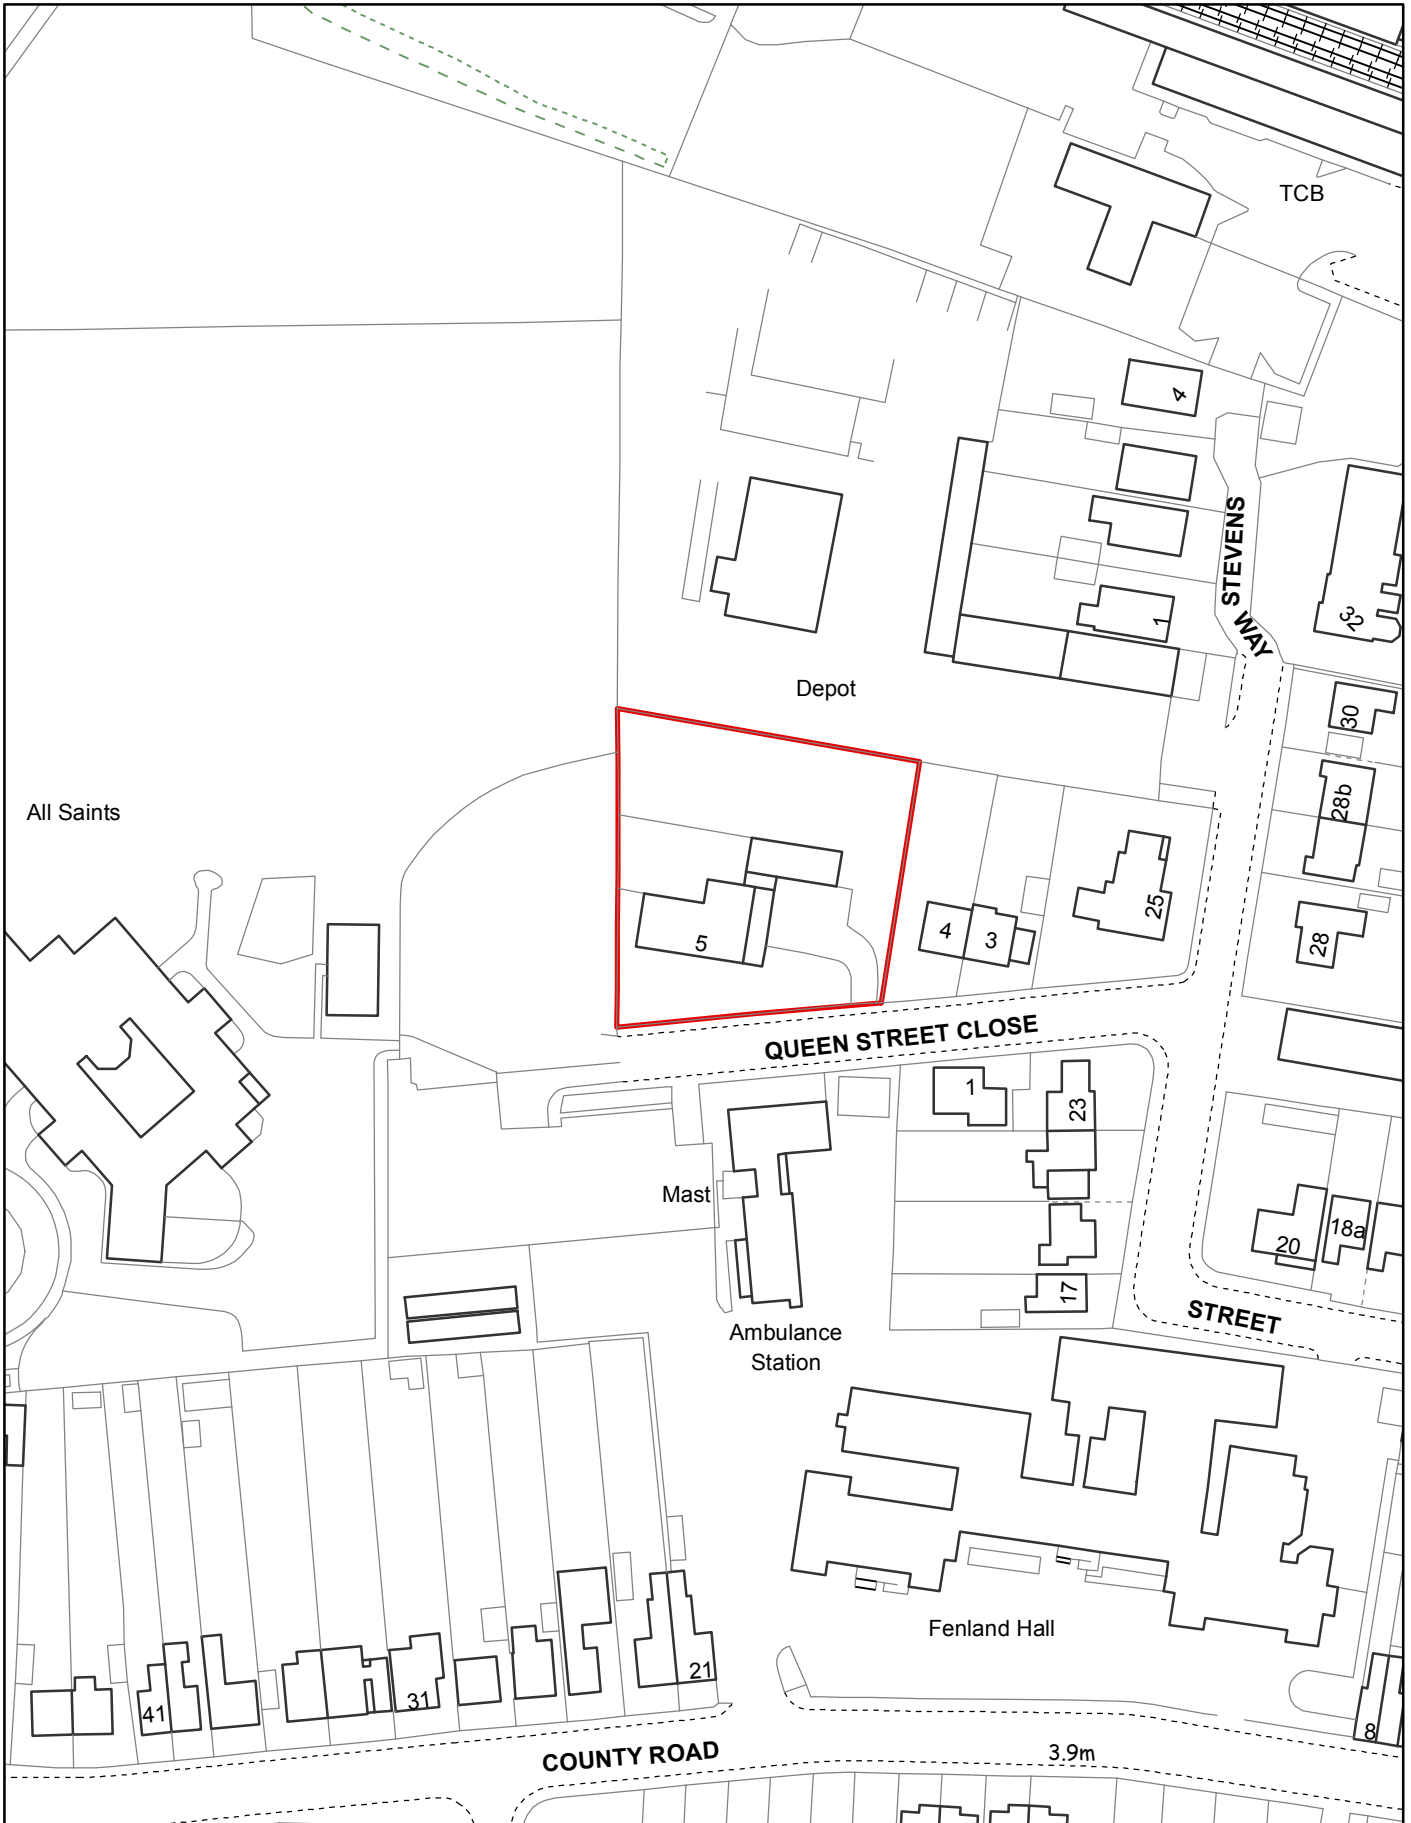 TCB
4
STEVENS
WAY
32
1
Depot
30
28b
All Saints
25
28
5
4
3
QUEEN STREET CLOSE
1
23
Mast
20
18a
17
STREET
Ambulance
Station
Fenland Hall
21
31
41
8
COUNTY ROAD
3.9m